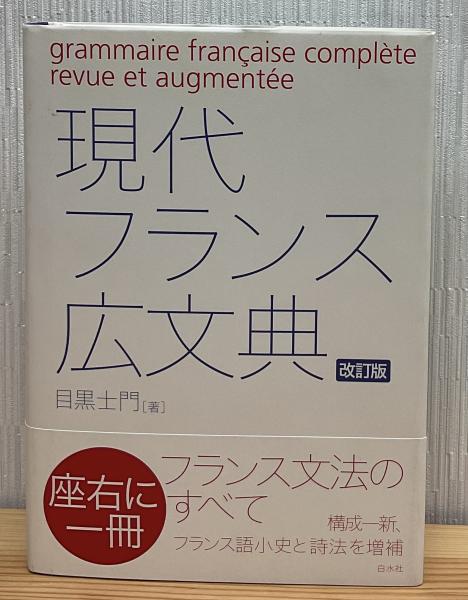 grammaire française complète
revue et augmentée
現代
フランス
広文典
改訂版
目黒士門[著]
座右に
一冊
フランス文法の
すべて
構成一新、
フランス語小史と詩法を増補
白水社